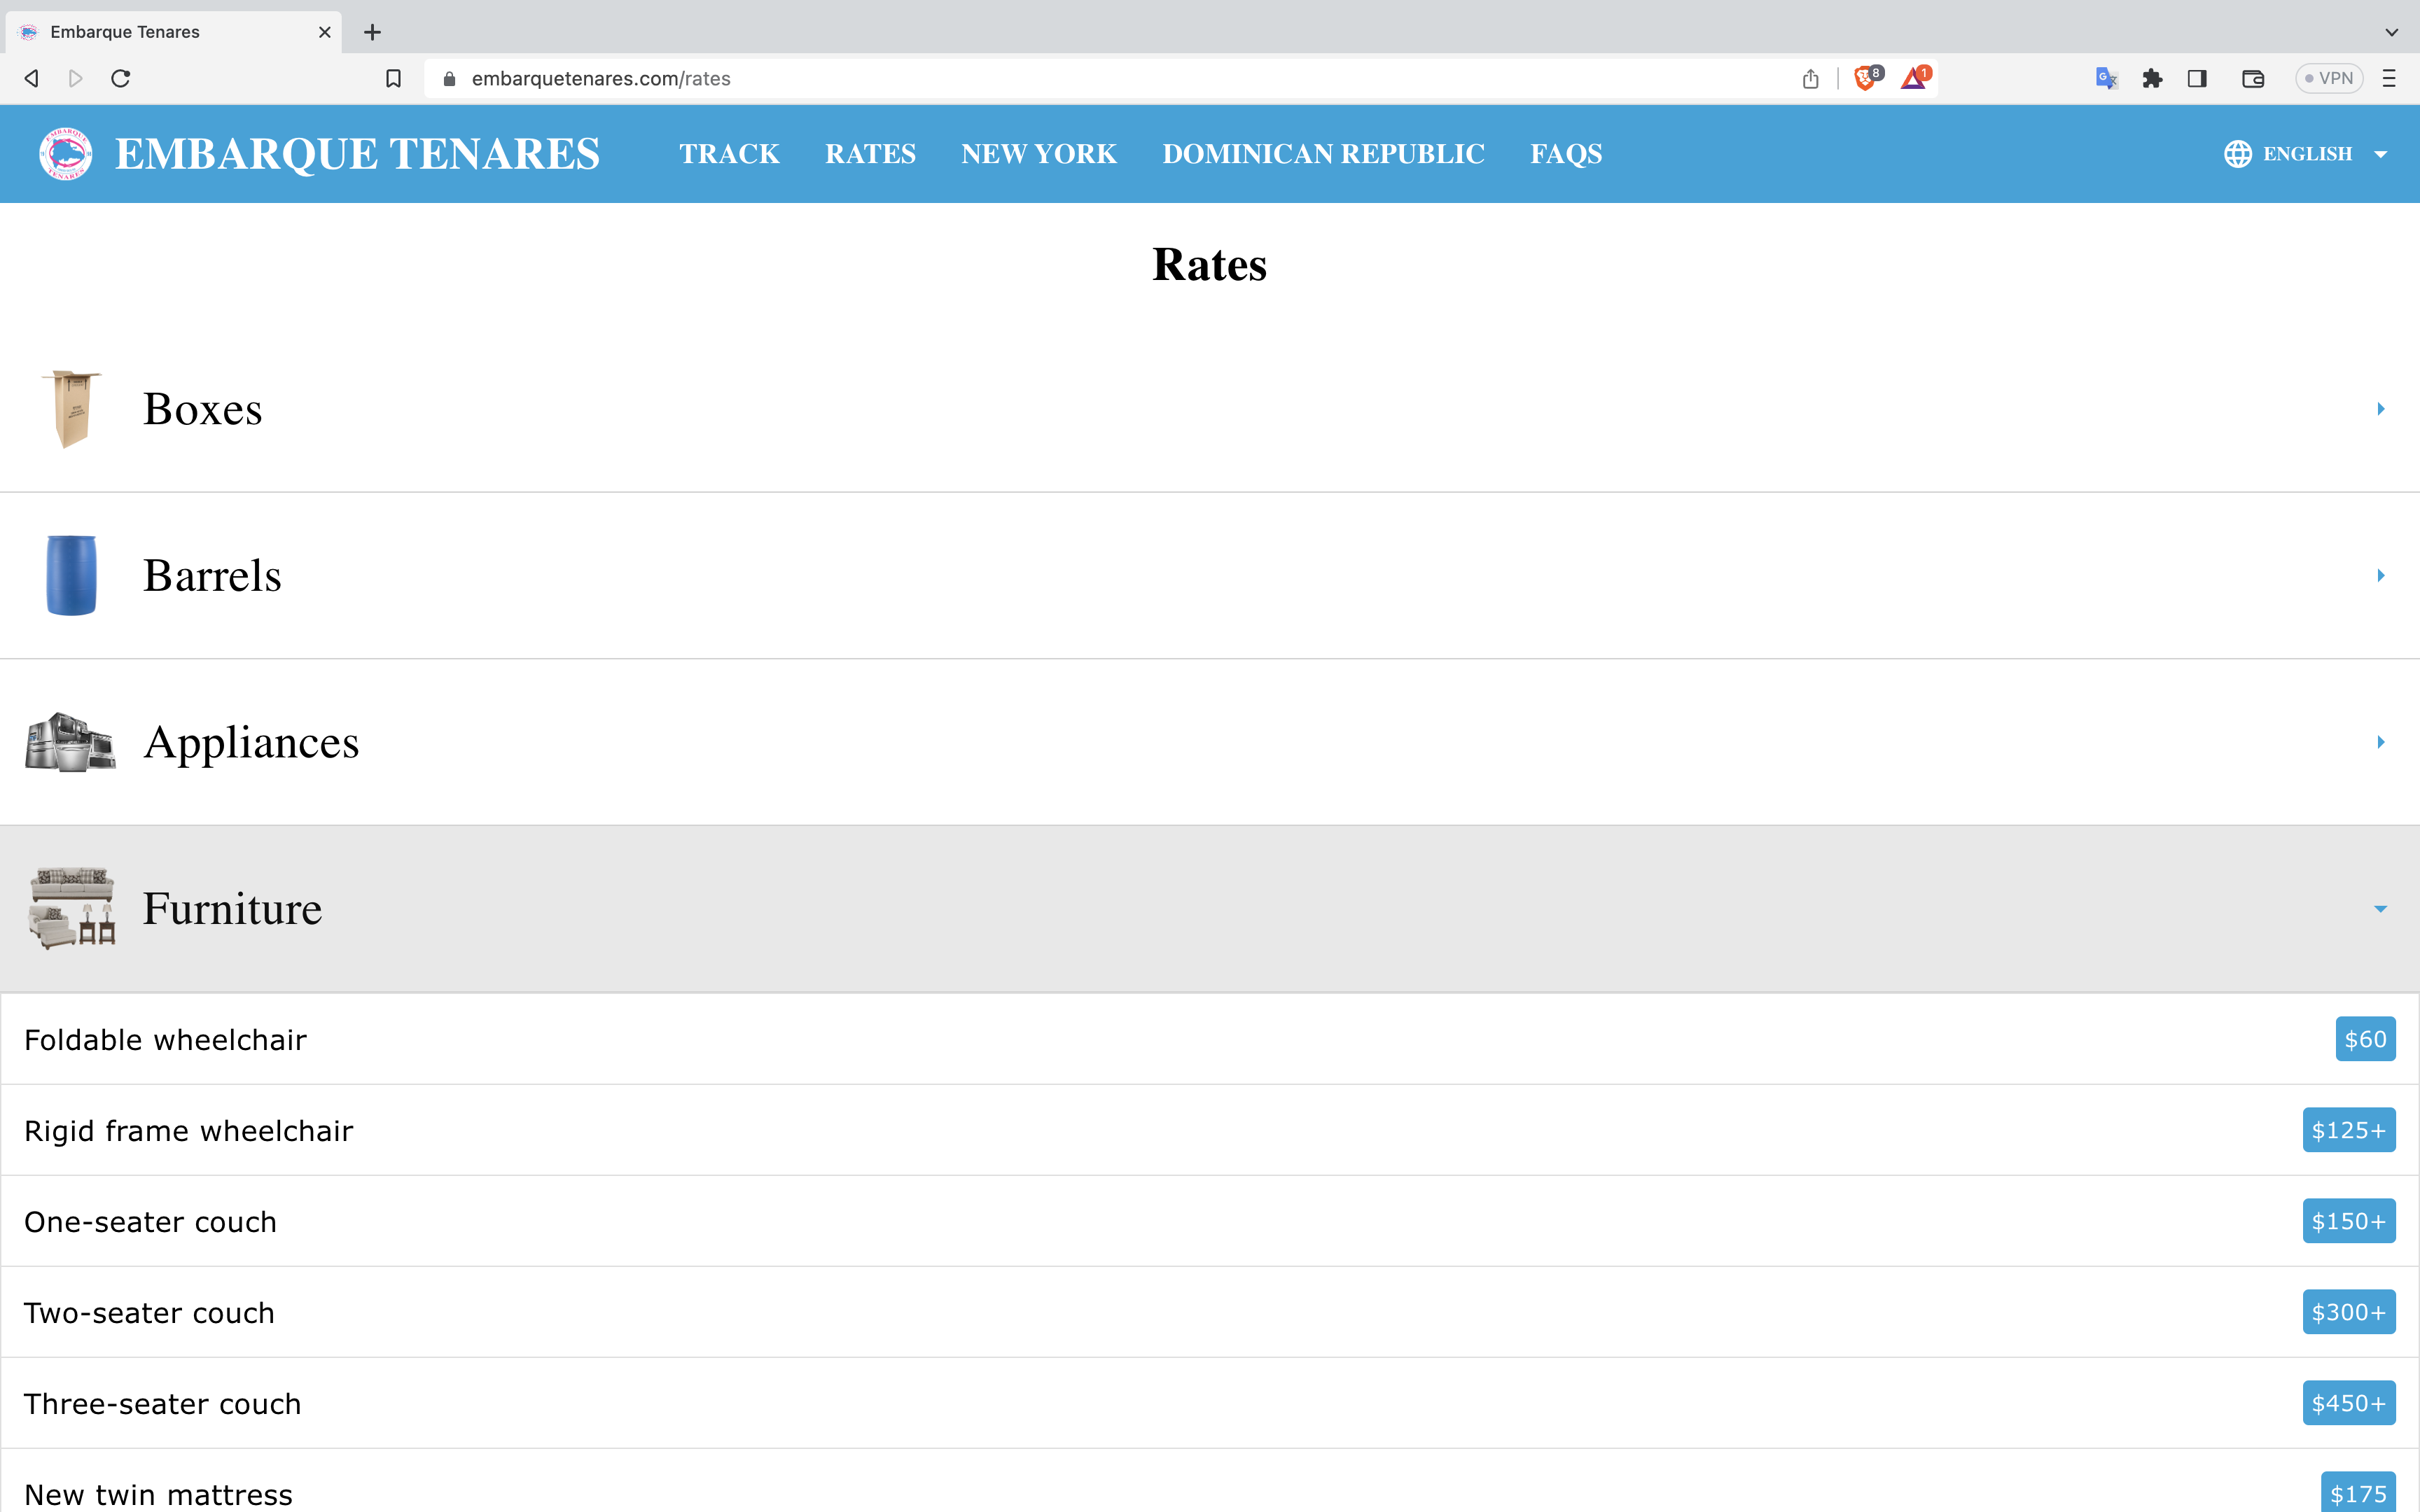 Embarque Tenares
embarquetenares.com/rates
8
1
VPN
EMBARQUE TENARES
TRACK
RATES
NEW YORK
DOMINICAN REPUBLIC
FAQS
ENGLISH
Rates
Boxes
Barrels
Appliances
Furniture
Foldable wheelchair
$60
Rigid frame wheelchair
$125+
One-seater couch
$150+
Two-seater couch
$300+
Three-seater couch
$450+
New twin mattress
$175